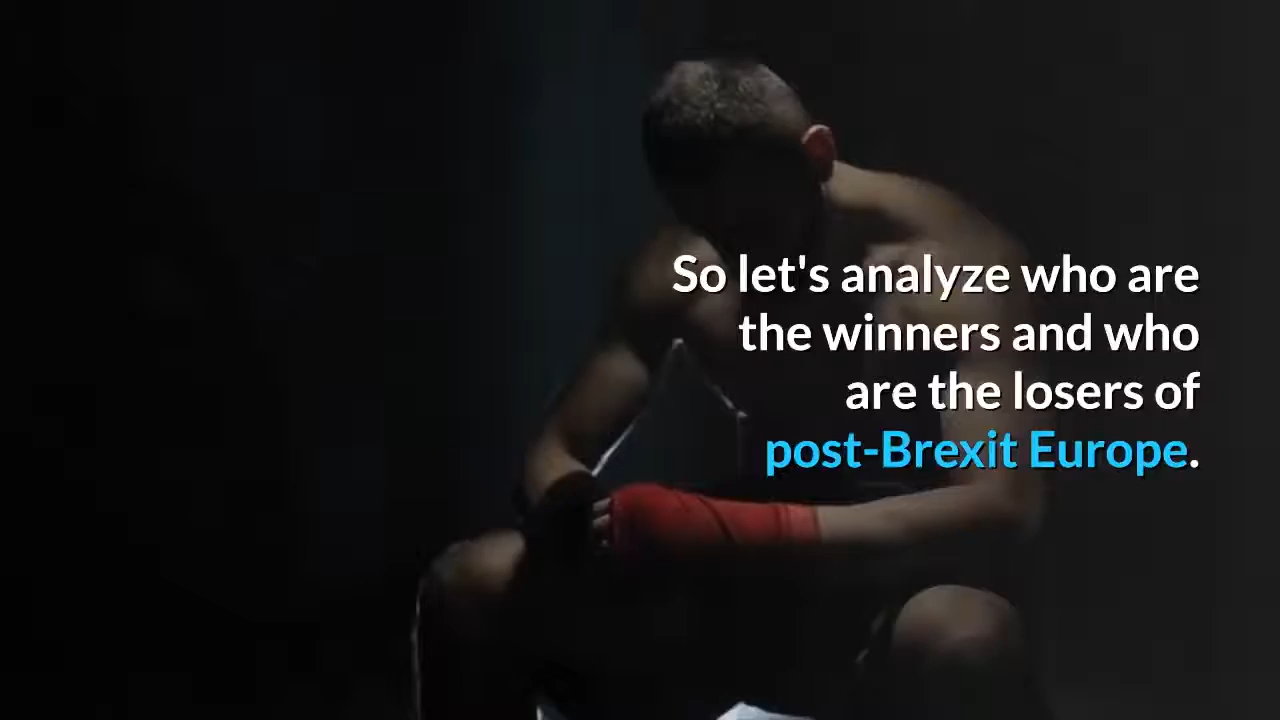 So let's analyze who are
the winners and who
are the losers of
post-Brexit Europe.